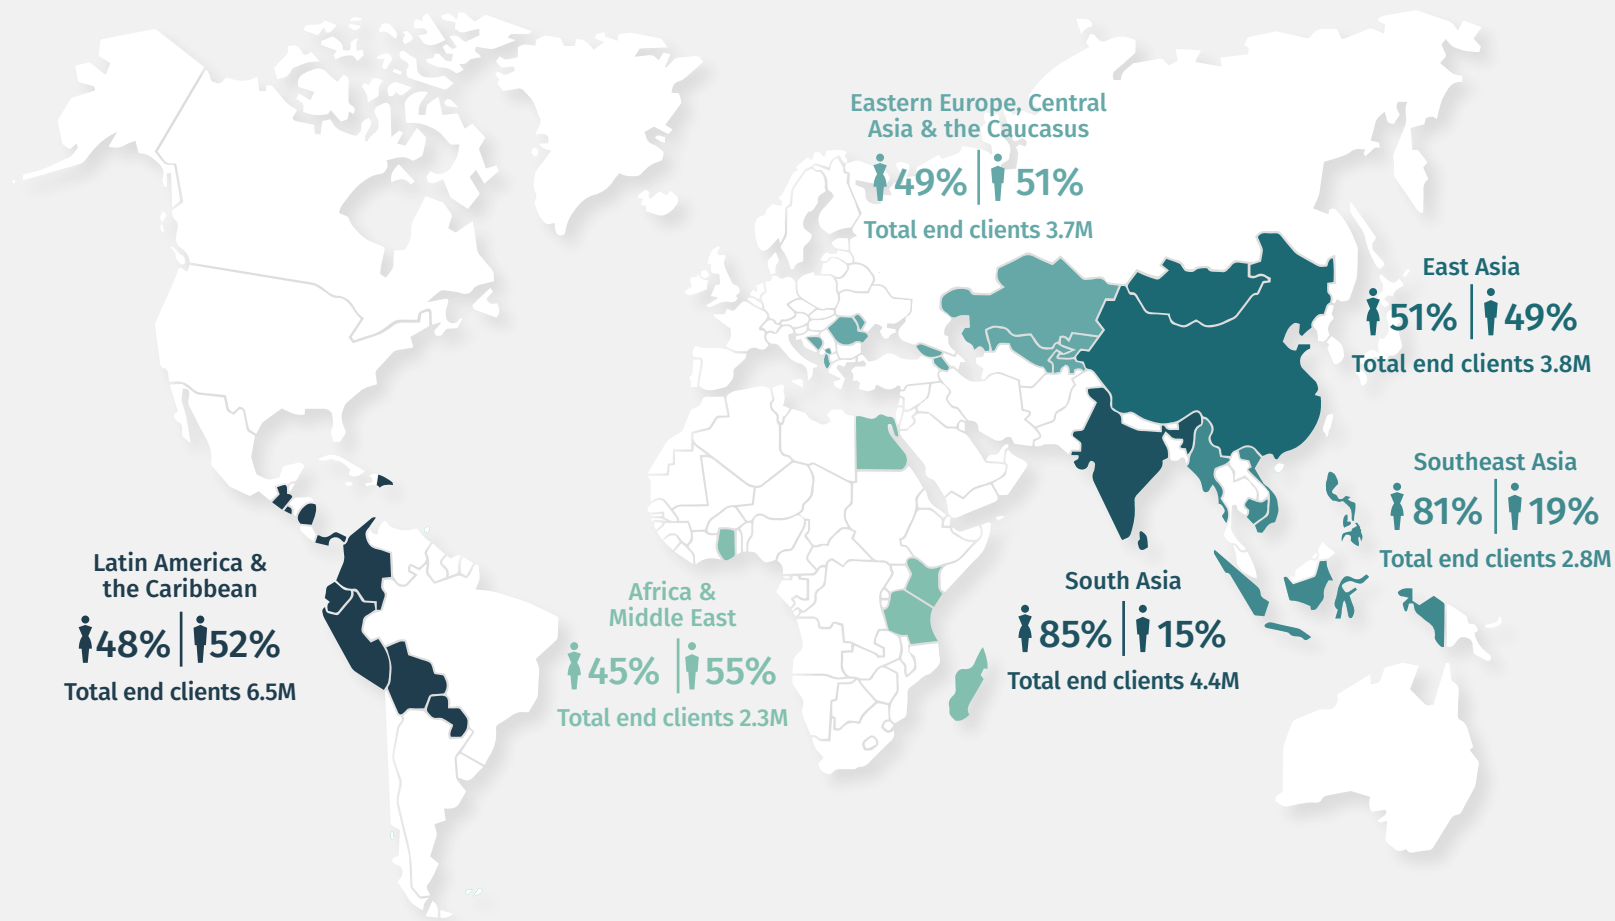 Eastern Europe, Central
Asia & the Caucasus
49% 51%
Total end clients 3.7M
East Asia
51% 49%
Total end clients 3.8M
Southeast Asia
81% 19%
Total end clients 2.8M
Latin America &
the Caribbean
48% 52%
Total end clients 6.5M
Africa &
Middle East
45% 55%
Total end clients 2.3M
South Asia
85% 15%
Total end clients 4.4M